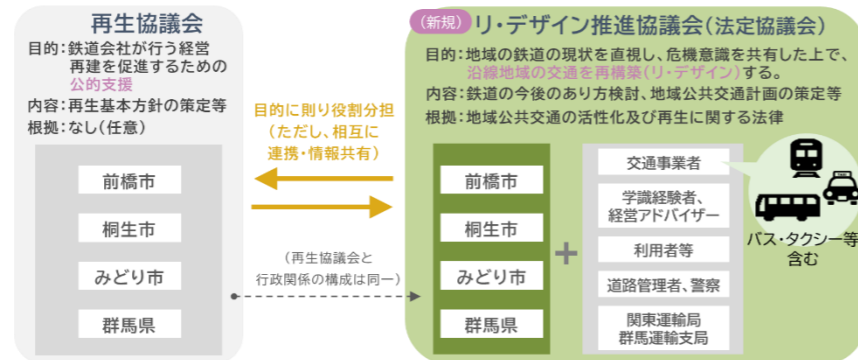 再生協議会
目的:鉄道会社が行う経営
再建を促進するための
公的支援
内容:再生基本方針の策定等
根拠:なし(任意)
前橋市
桐生市
みどり市
群馬県
目的に則り役割分担
(ただし、相互に
連携・情報共有)
(再生協議会と
行政関係の構成は同一)
(新規)リ・デザイン推進協議会(法定協議会)
目的:地域の鉄道の現状を直視し、危機意識を共有した上で、
沿線地域の交通を再構築(リ・デザイン)する。
内容:鉄道の今後のあり方検討、地域公共交通計画の策定等
根拠:地域公共交通の活性化及び再生に関する法律
前橋市
桐生市
みどり市
群馬県
+
交通事業者
学識経験者、
経営アドバイザー
利用者等
道路管理者、警察
関東運輸局
群馬運輸支局
バス・タクシー等
含む